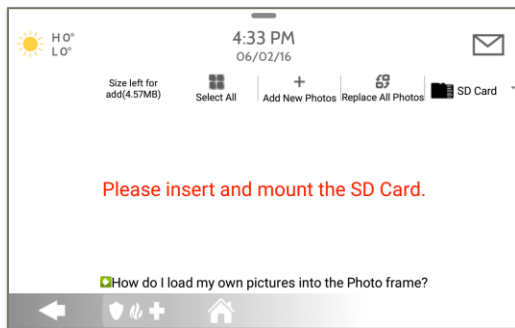 H 0°
L 0°
4:33 PM
06/02/16
Size left for
add(4.57MB)
Select All
Add New Photos
Replace All Photos
SD Card
Please insert and mount the SD Card.
How do I load my own pictures into the Photo frame?